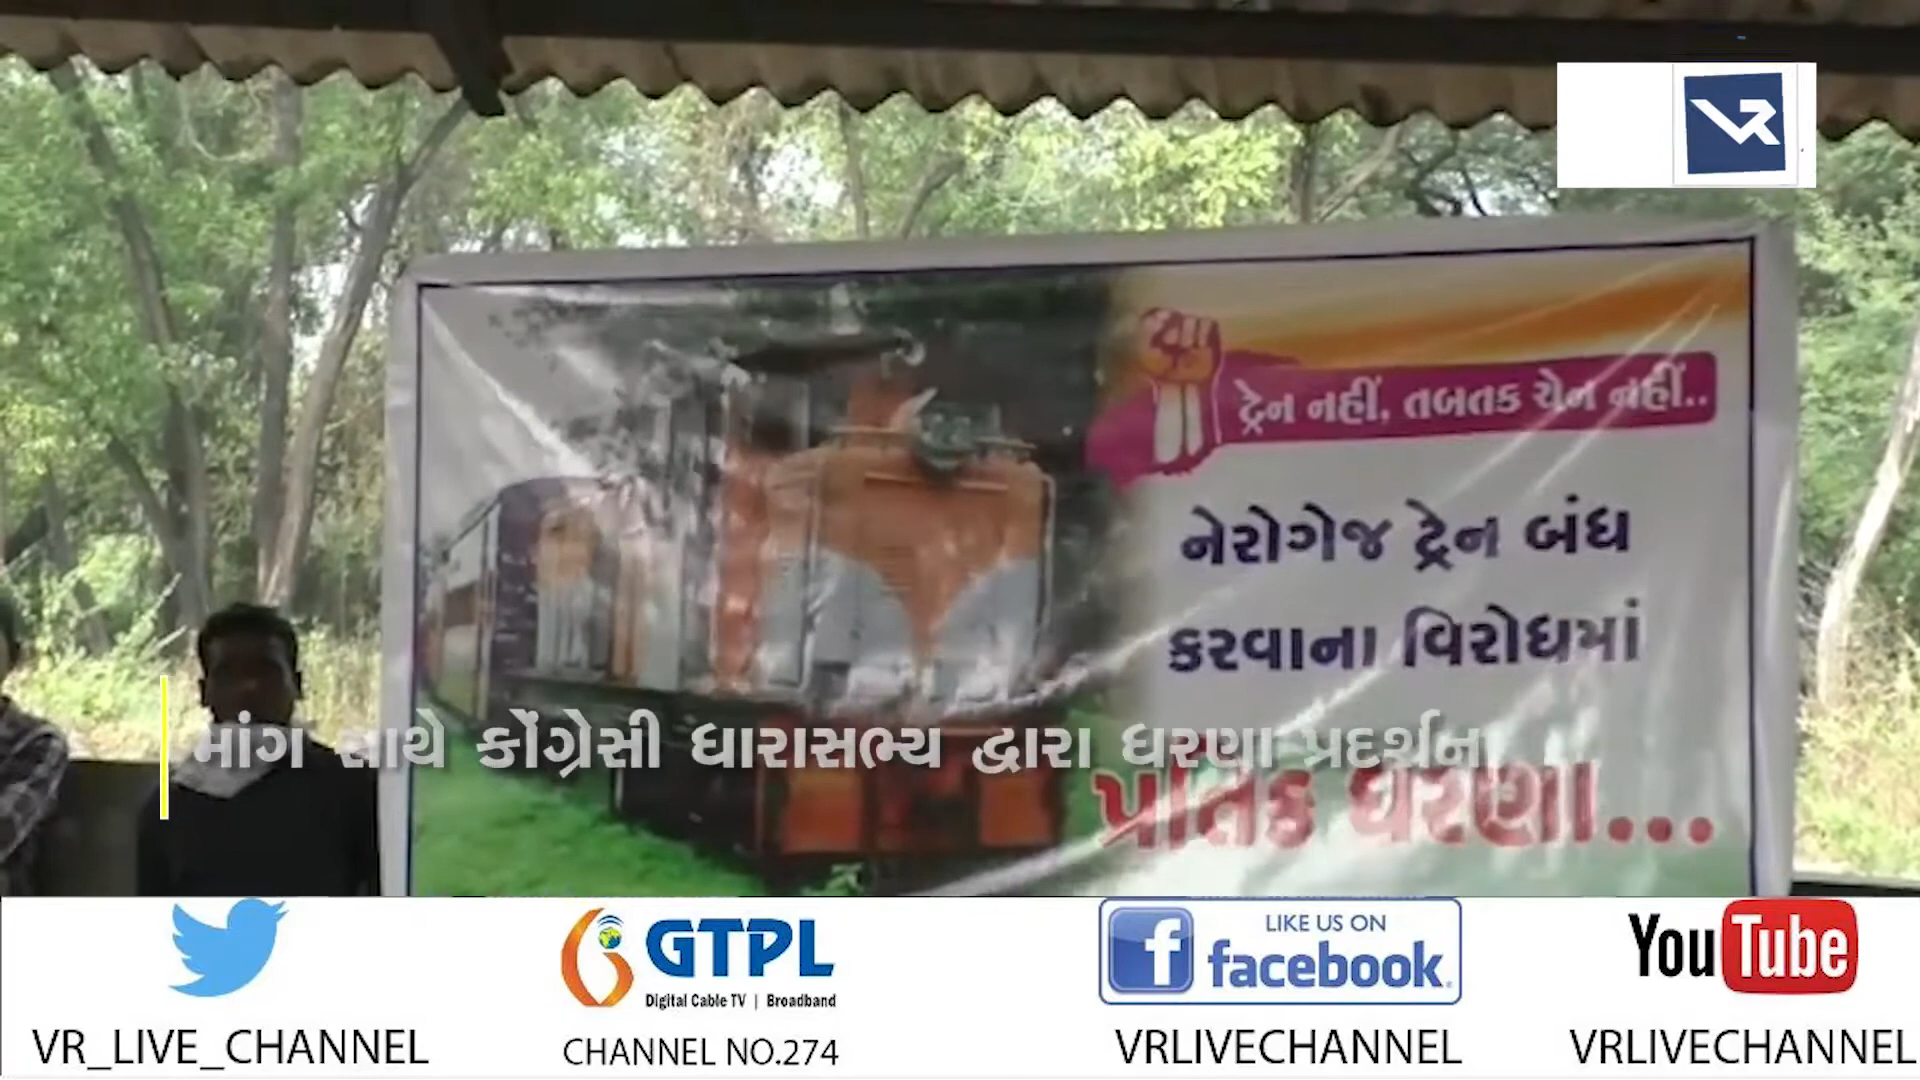 VR
ટ્રેન નહીં, તબતક ચેન નહીં..
નેરોગેજ ટ્રેન બંધ
કરવાના વિરોધમાં
પ્રતિક ધરણા...
માંગ સાથે કોંગ્રેસી ધારાસભ્ય દ્વારા ધરણા પ્રદર્શના
GTPL
Digital Cable TV | Broadband
LIKE US ON
facebook
YouTube
VR_LIVE_CHANNEL
CHANNEL NO.274
VRLIVECHANNEL
VRLIVECHANNEL